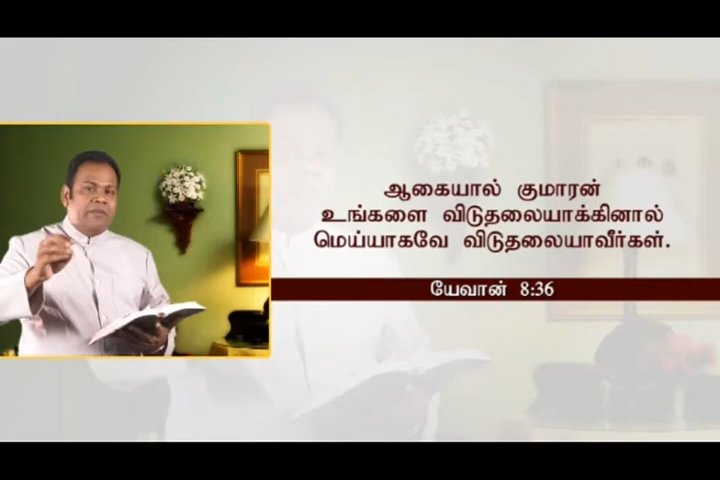 ஆகையால் குமாரன்
உங்களை விடுதலையாக்கினால்
மெய்யாகவே விடுதலையாவீர்கள்.
யேவான் 8:36